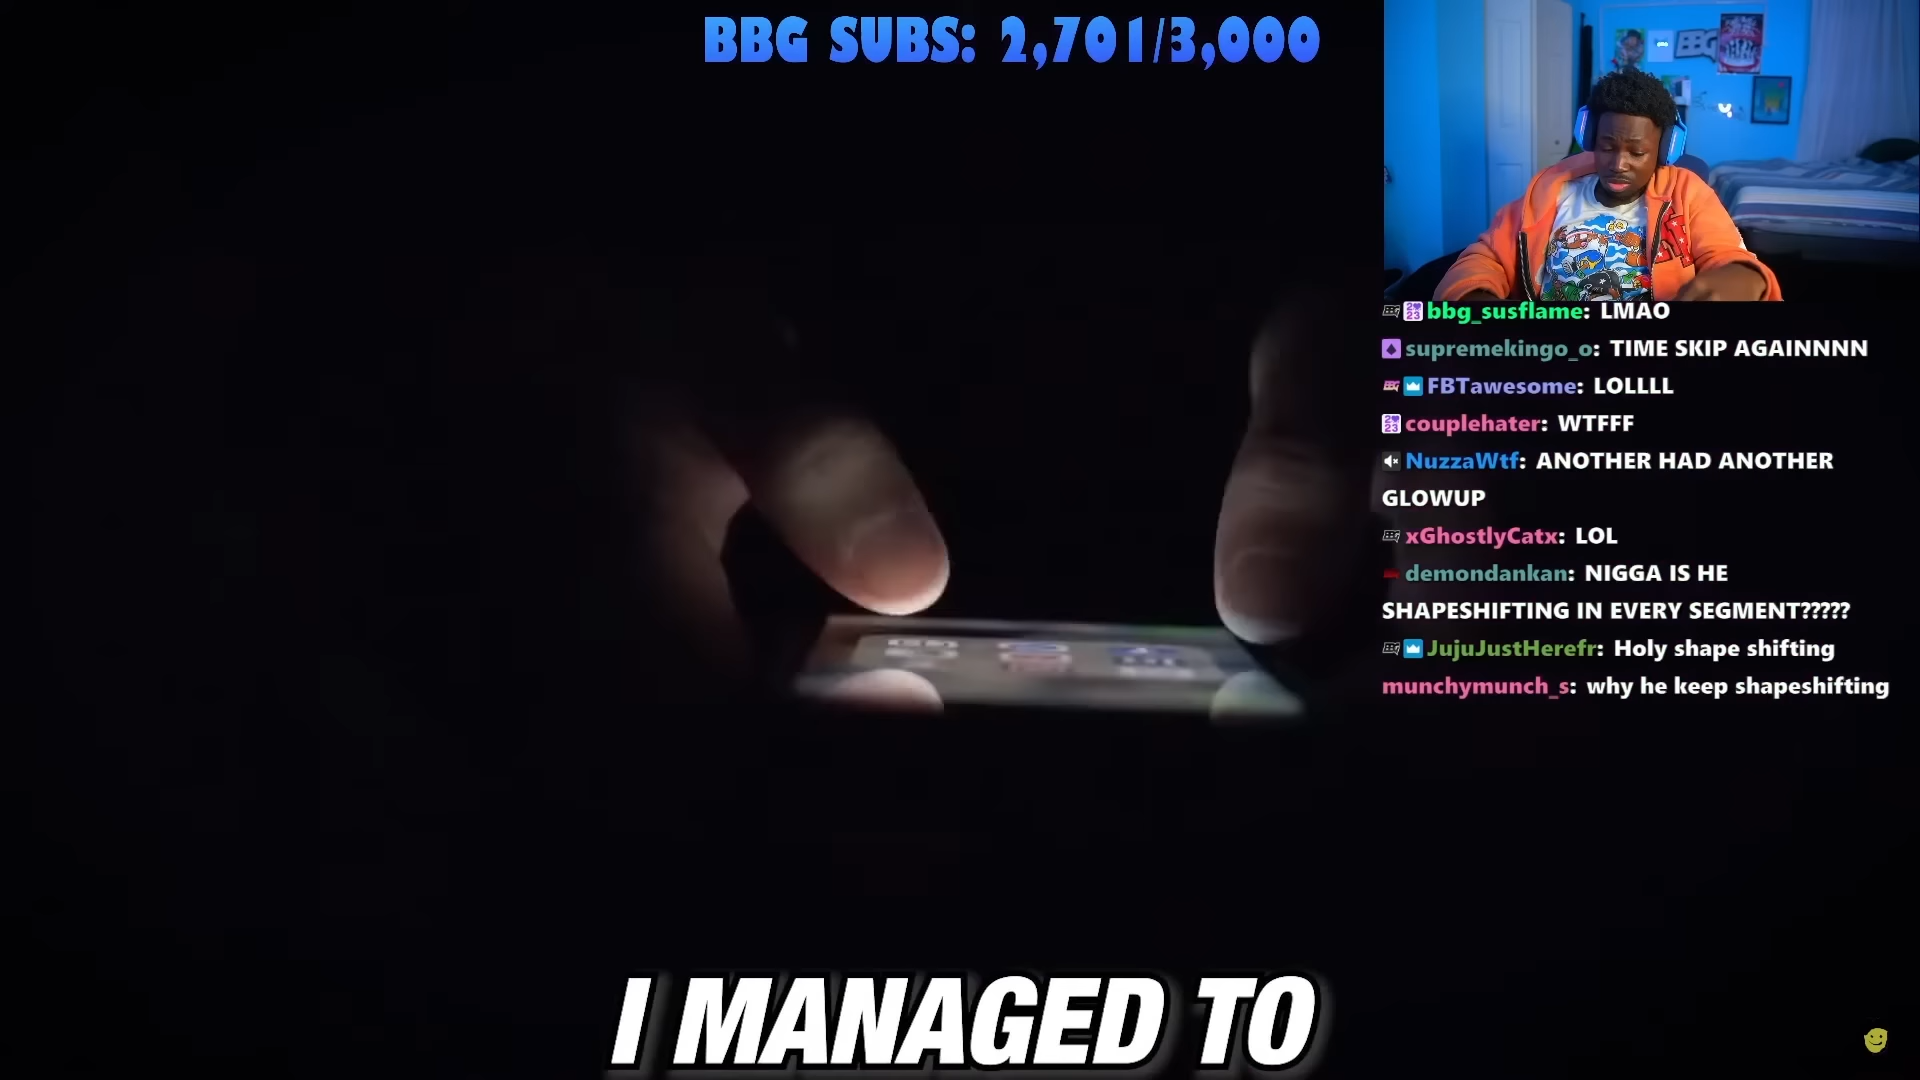 BBG SUBS: 2,701/3,000
BBG
bbg_susflame: LMAO
supremekingo_o: TIME SKIP AGAINNNN
FBTawesome: LOLLLL
couplehater: WTFFF
NuzzaWtf: ANOTHER HAD ANOTHER
GLOWUP
xGhostlyCatx: LOL
demondankan: NIGGA IS HE
SHAPESHIFTING IN EVERY SEGMENT?????
JujuJustHerefr: Holy shape shifting
munchymunch_s: why he keep shapeshifting
I MANAGED TO